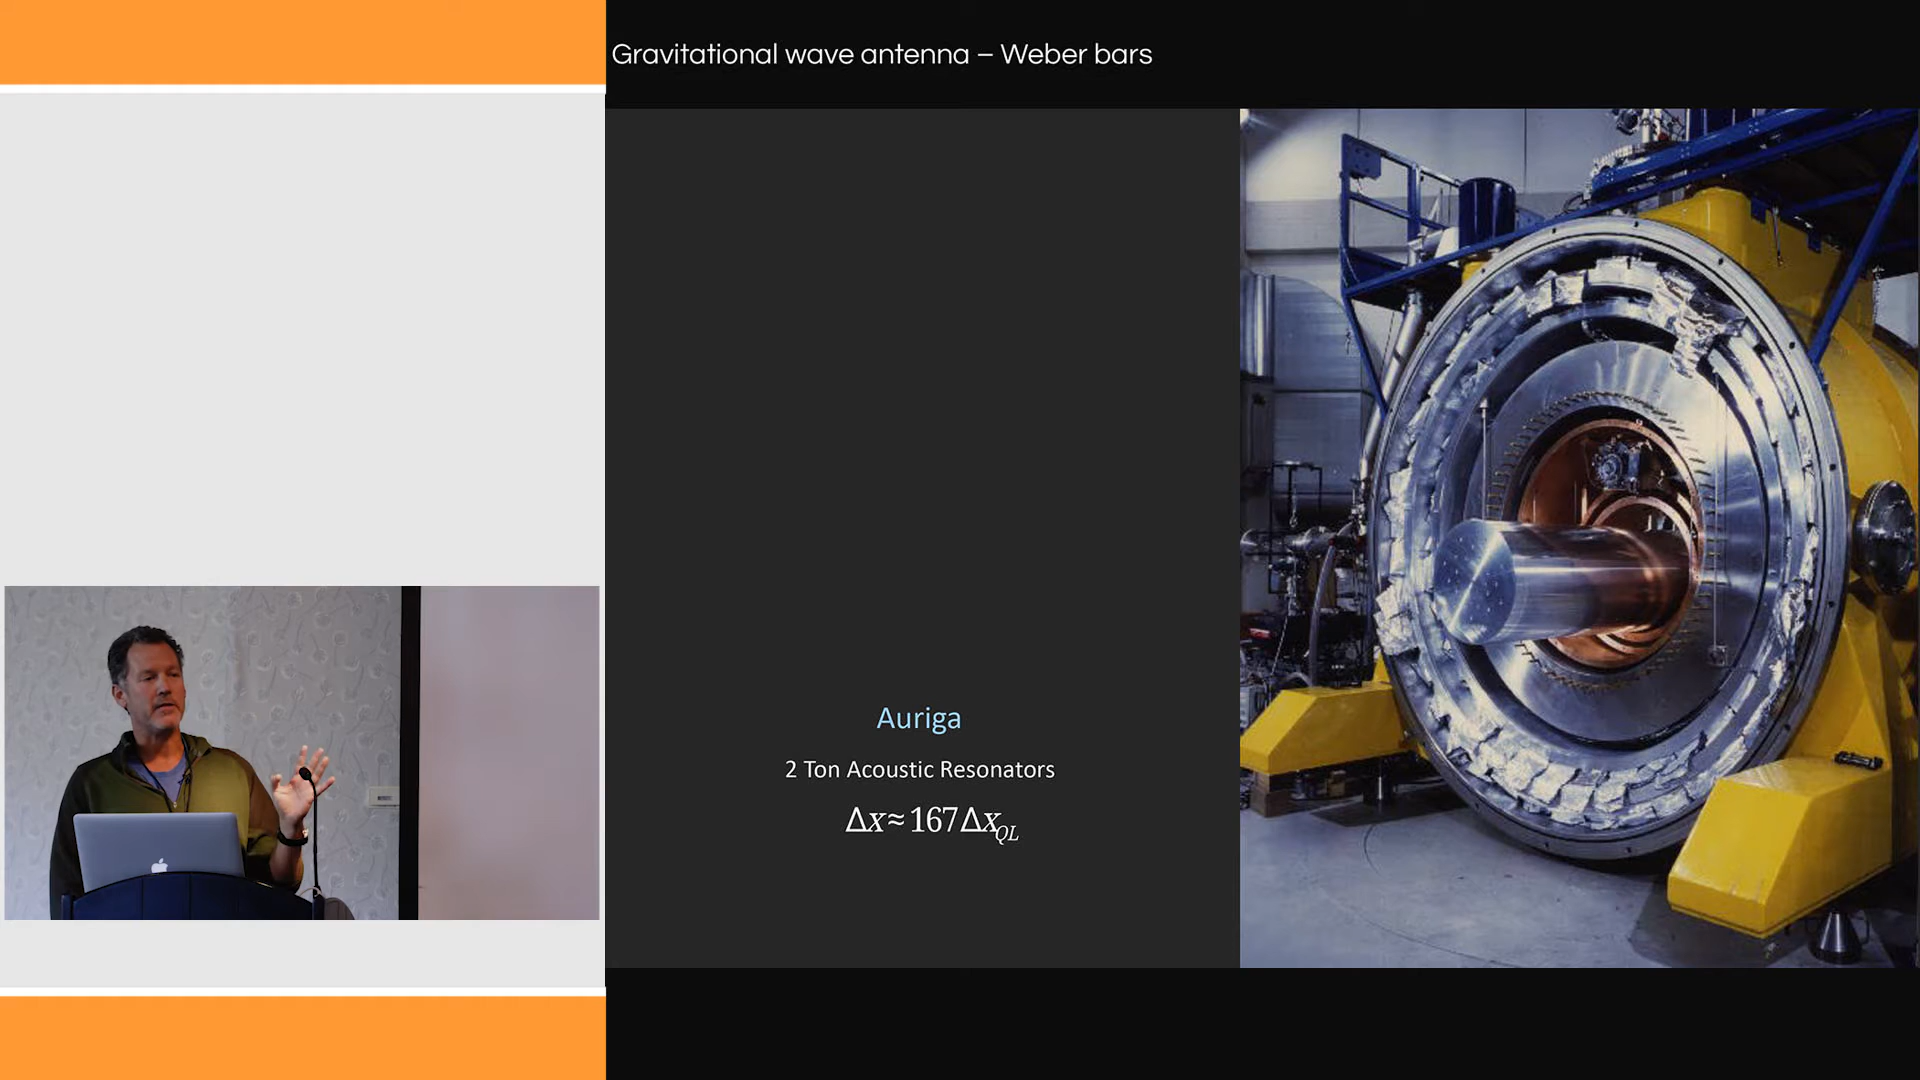 Gravitational wave antenna – Weber bars
Auriga
2 Ton Acoustic Resonators
Δx≈167Δx_QL